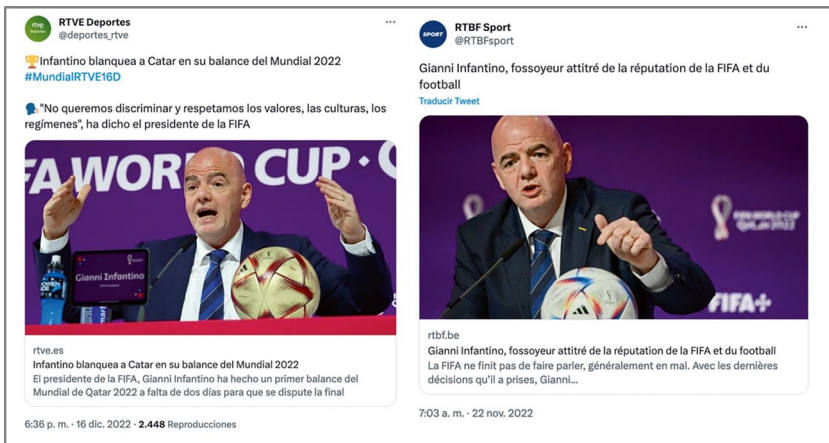 RTVE Deportes
@deportes_rtve
Infantino blanquea a Catar en su balance del Mundial 2022
#MundialRTVE16D
"No queremos discriminar y respetamos los valores, las culturas, los
regímenes", ha dicho el presidente de la FIFA
FA WORLD CUP
Gianni Infantino
rtve.es
Infantino blanquea a Catar en su balance del Mundial 2022
El presidente de la FIFA, Gianni Infantino ha hecho un primer balance del
Mundial de Qatar 2022 a falta de dos días para que se dispute la final
6:36 p. m. · 16 dic. 2022 · 2.448 Reproducciones
SPORT
RTBF Sport
@RTBFsport
Gianni Infantino, fossoyeur attitré de la réputation de la FIFA et du
football
Traducir Tweet
FIFA WORLD CUP
Qatar 2022
FIFA+
rtbf.be
Gianni Infantino, fossoyeur attitré de la réputation de la FIFA et du football
La FIFA ne finit pas de faire parler, généralement en mal. Avec les dernières
décisions qu'il a prises, Gianni...
7:03 a. m. · 22 nov. 2022